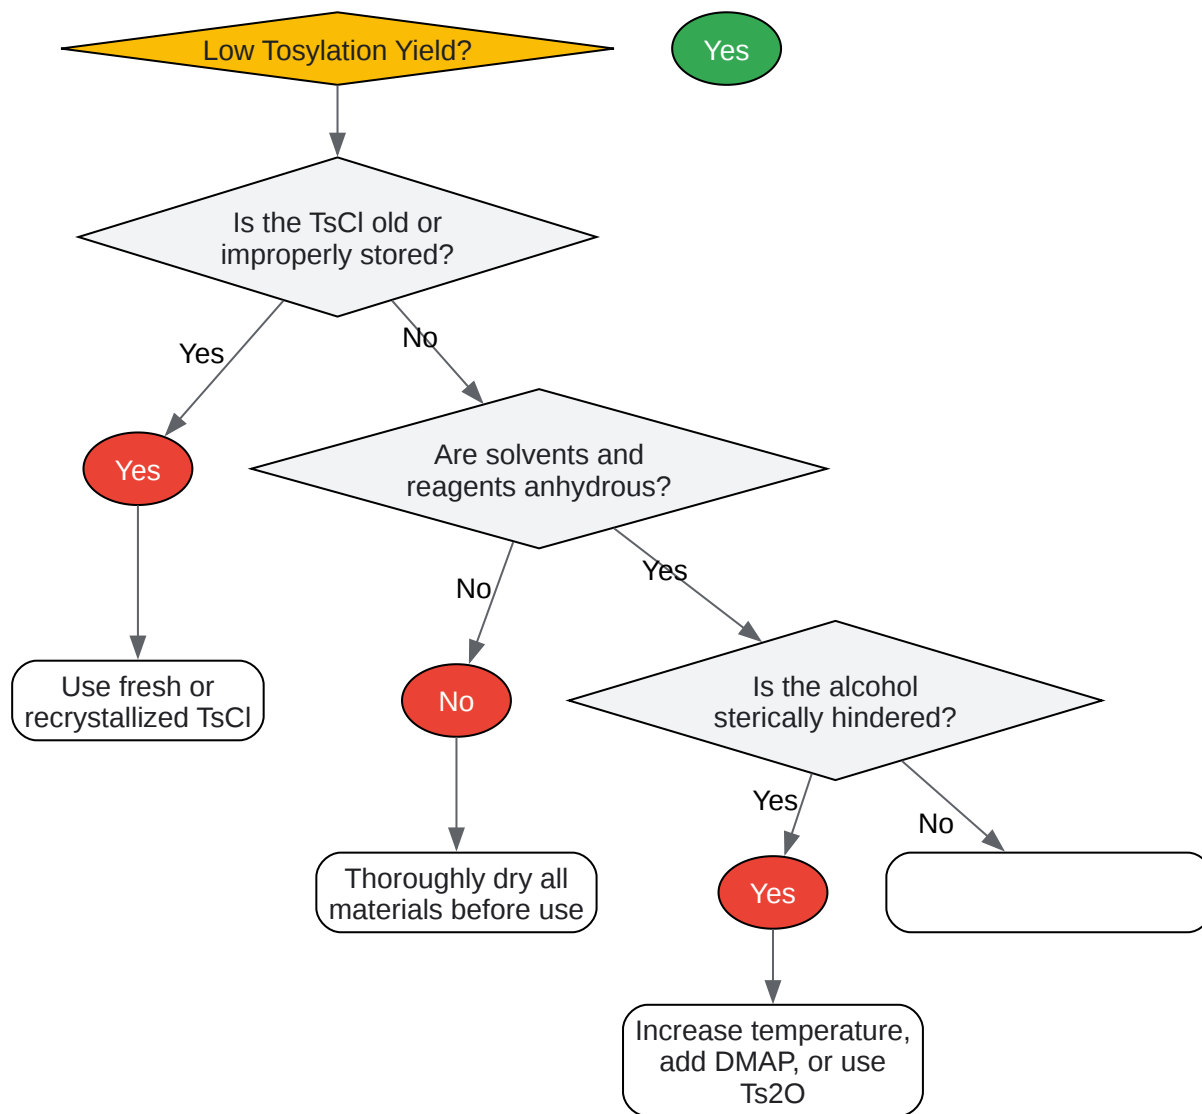 Low Tosylation Yield?
Yes
Is the TsCl old or
improperly stored?
Yes
No
Yes
Are solvents and
reagents anhydrous?
No
Yes
Use fresh or
recrystallized TsCl
No
Is the alcohol
sterically hindered?
Yes
No
Thoroughly dry all
materials before use
Yes
Increase temperature,
add DMAP, or use
Ts2O